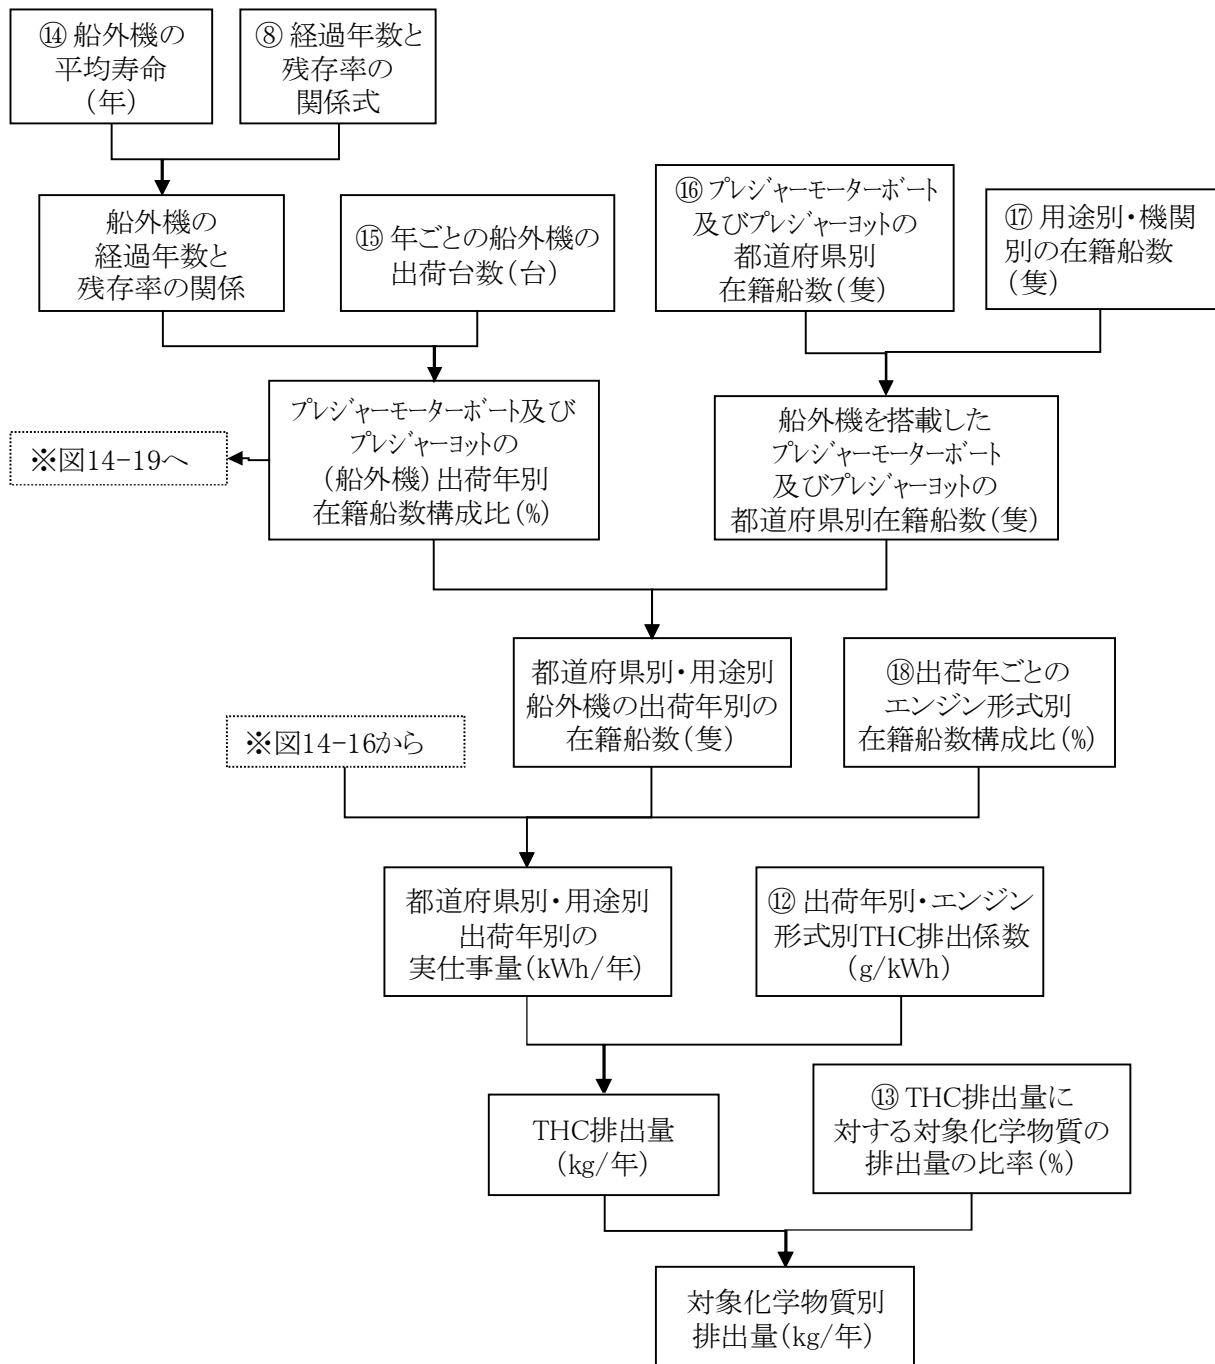 ⑭ 船外機の
平均寿命
(年)
⑧ 経過年数と
残存率の
関係式
船外機の
経過年数と
残存率の関係
⑮ 年ごとの船外機の
出荷台数(台)
⑯ プレジャーモーターボート
及びプレジャーヨットの
都道府県別
在籍船数(隻)
⑰ 用途別・機関
別の在籍船数
(隻)
※図14-19へ
プレジャーモーターボート及び
プレジャーヨットの
(船外機)出荷年別
在籍船数構成比(%)
船外機を搭載した
プレジャーモーターボート
及びプレジャーヨットの
都道府県別在籍船数(隻)
※図14-16から
都道府県別・用途別
船外機の出荷年別の
在籍船数(隻)
⑱出荷年ごとの
エンジン形式別
在籍船数構成比(%)
都道府県別・用途別
出荷年別の
実仕事量(kWh/年)
⑫ 出荷年別・エンジン
形式別THC排出係数
(g/kWh)
THC排出量
(kg/年)
⑬ THC排出量に
対する対象化学物質の
排出量の比率(%)
対象化学物質別
排出量(kg/年)